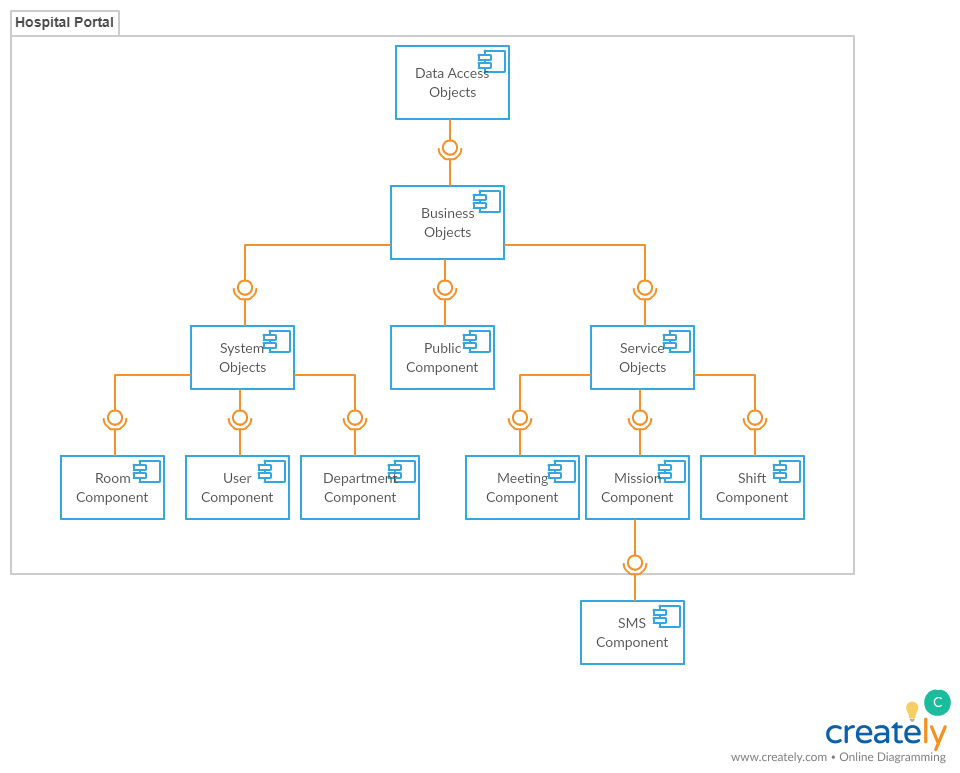 Hospital Portal
Data Access
Objects
Business
Objects
System
Objects
Public
Component
Service
Objects
Room
Component
User
Component
Department
Component
Meeting
Component
Mission
Component
Shift
Component
SMS
Component
C
creately
www.creately.com • Online Diagramming